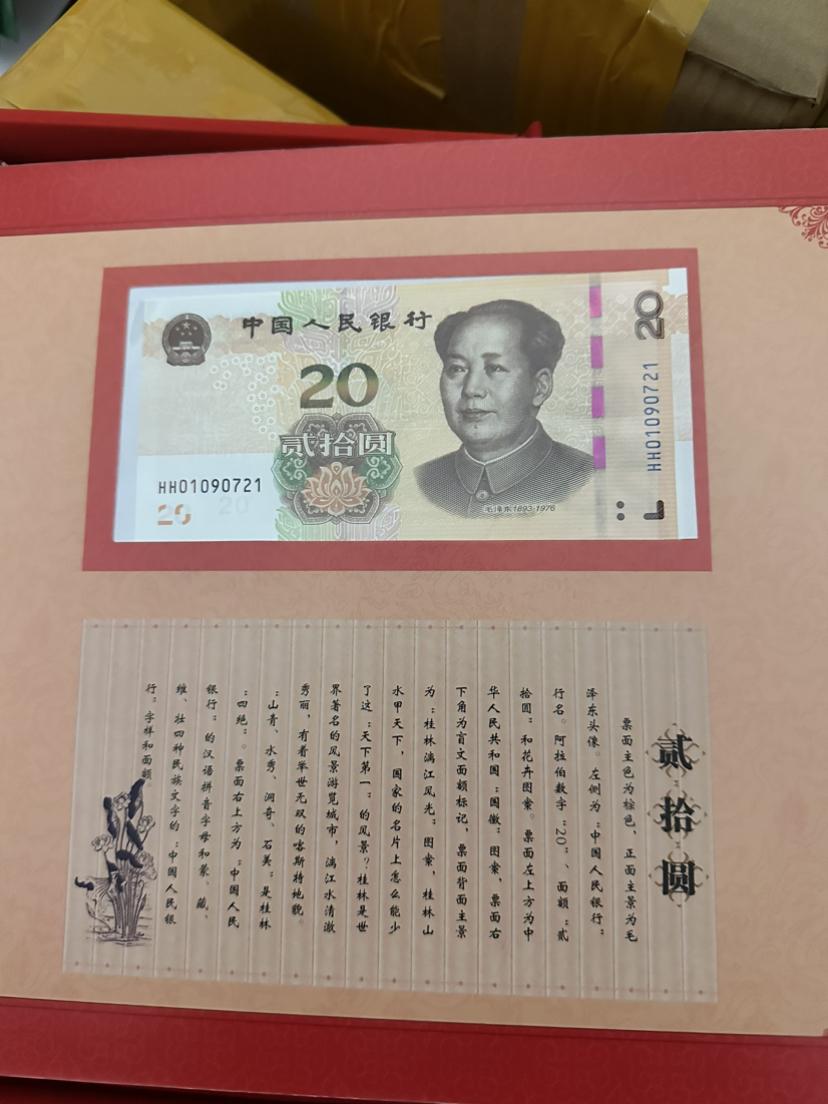 中国人民银行
20
20
贰拾圆
HH01090721
HH01090721
20
20
毛泽东1893-1976
贰拾圆
票面主色为棕色，正面主景为毛
泽东头像。左侧为“中国人民银行”
行名。阿拉伯数字“20”、面额“贰
拾圆”和花卉图案。票面左上方为中
华人民共和国“国徽”图案，票面右
下角为盲文面额标记，票面背面主景
为“桂林漓江风光”图案，桂林山
水甲天下，国家的名片上怎么能少
了这“天下第一”的风景？桂林是世
界著名的风景游览城市，漓江水清澈
秀丽，有着举世无双的喀斯特地貌。
“山青、水秀、洞奇、石美”是桂林
“四绝”。票面右上方为“中国人民
银行”的汉语拼音字母和蒙、藏、
维、壮四种民族文字的“中国人民银
行”字样和面额。